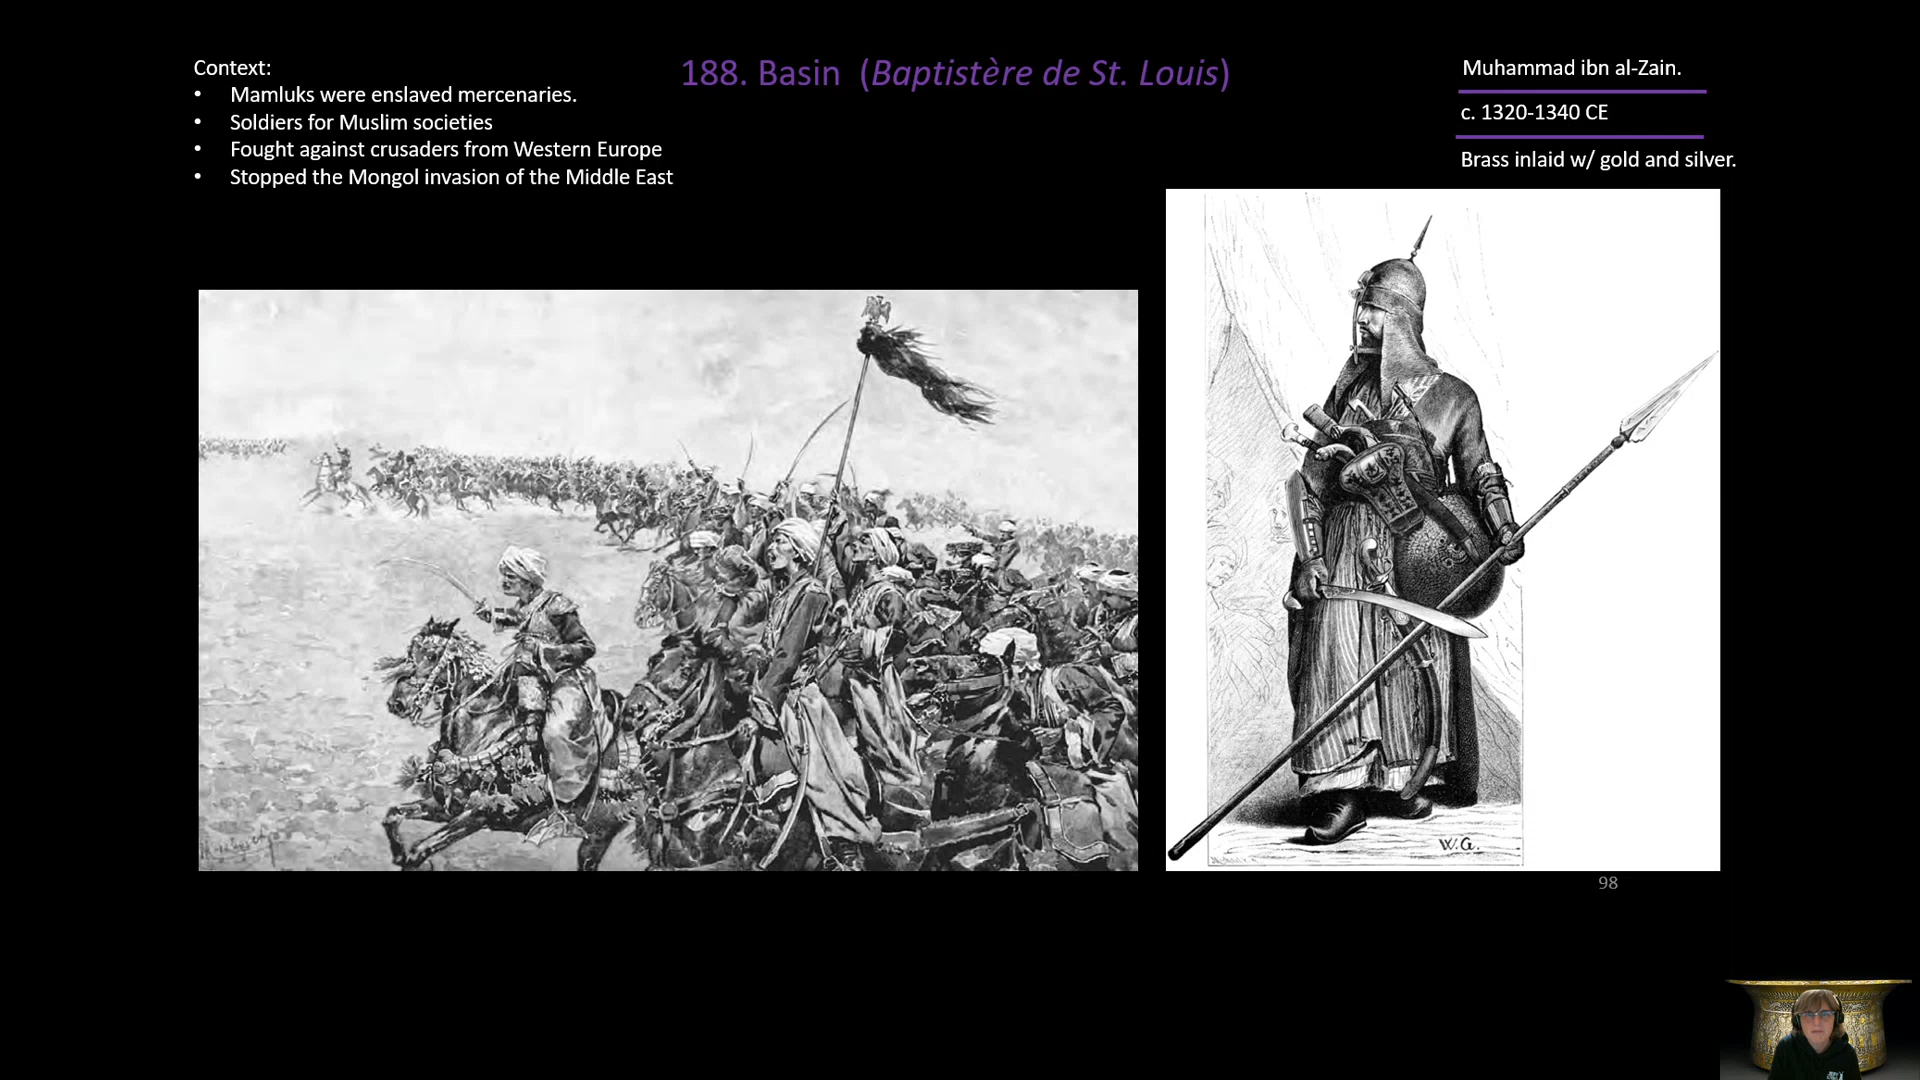 Context:
• Mamluks were enslaved mercenaries.
• Soldiers for Muslim societies
• Fought against crusaders from Western Europe
• Stopped the Mongol invasion of the Middle East
188. Basin (Baptistère de St. Louis)
Muhammad ibn al-Zain.
c. 1320-1340 CE
Brass inlaid w/ gold and silver.
W.G.
98